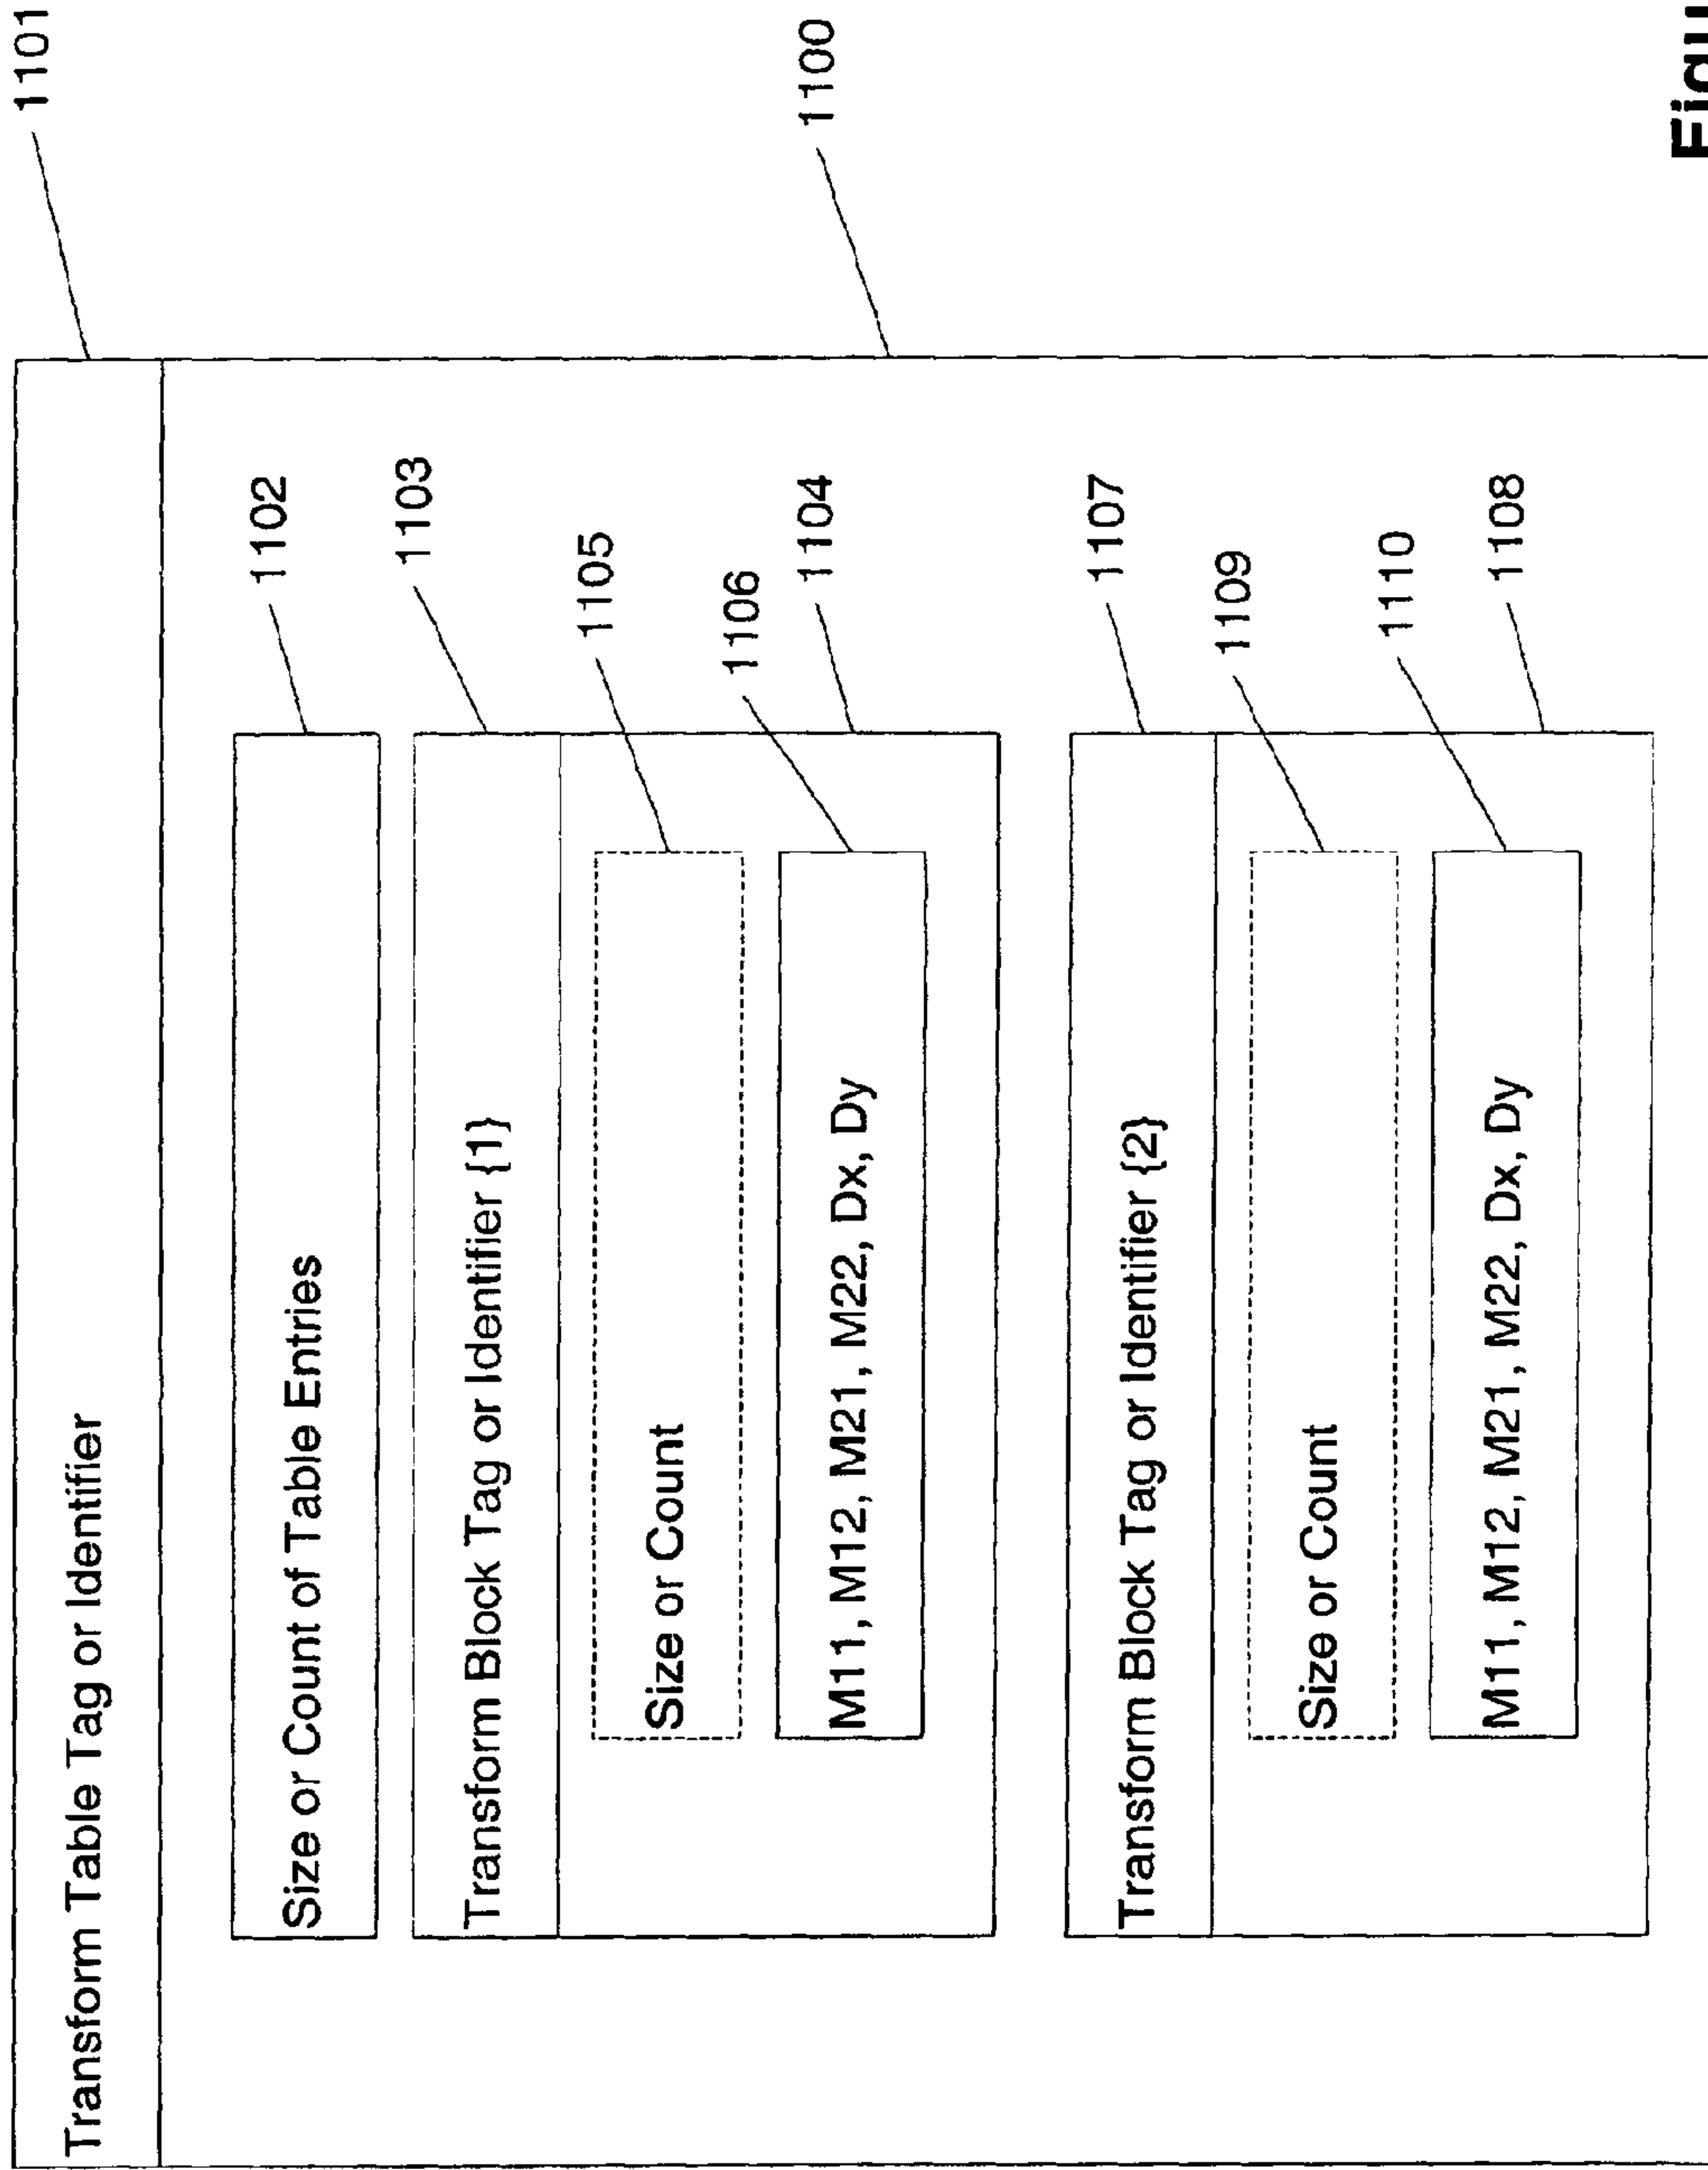 Transform Table Tag or Identifier
1101
Size or Count of Table Entries
1102
Transform Block Tag or Identifier {1}
1103
Size or Count
1105
M11, M12, M21, M22, Dx, Dy
1106
1104
1100
Transform Block Tag or Identifier {2}
1107
Size or Count
1109
M11, M12, M21, M22, Dx, Dy
1110
1108